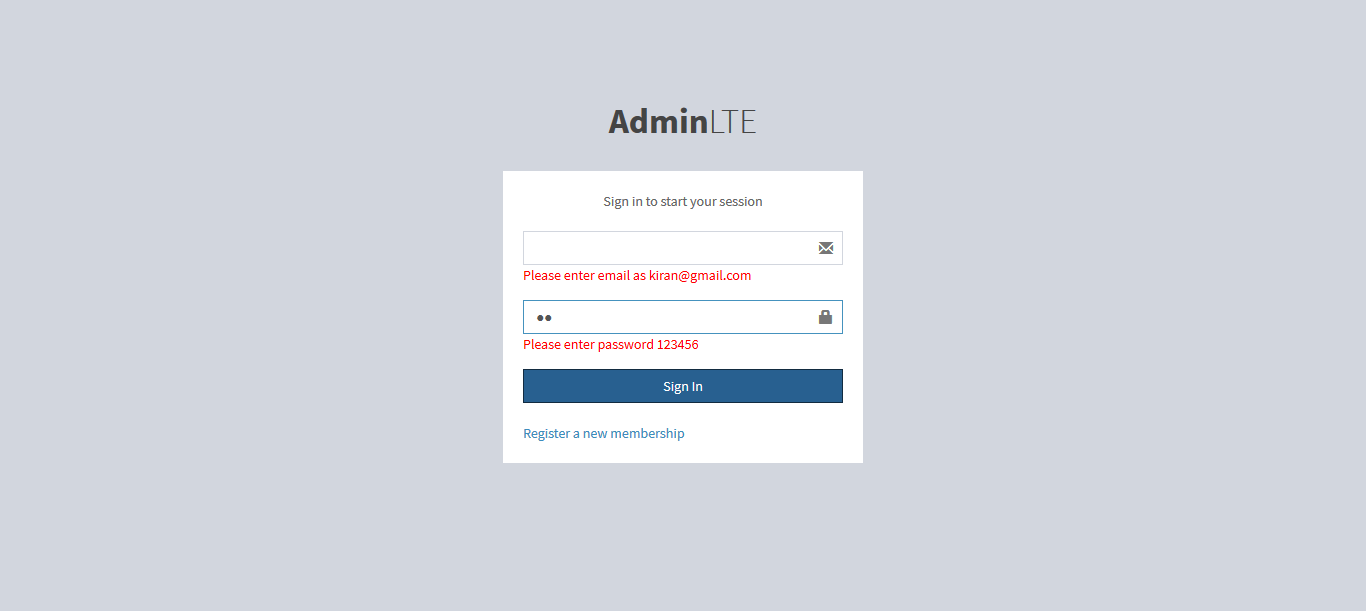 AdminLTE
Sign in to start your session
Please enter email as kiran@gmail.com
••
Please enter password 123456
Sign In
Register a new membership